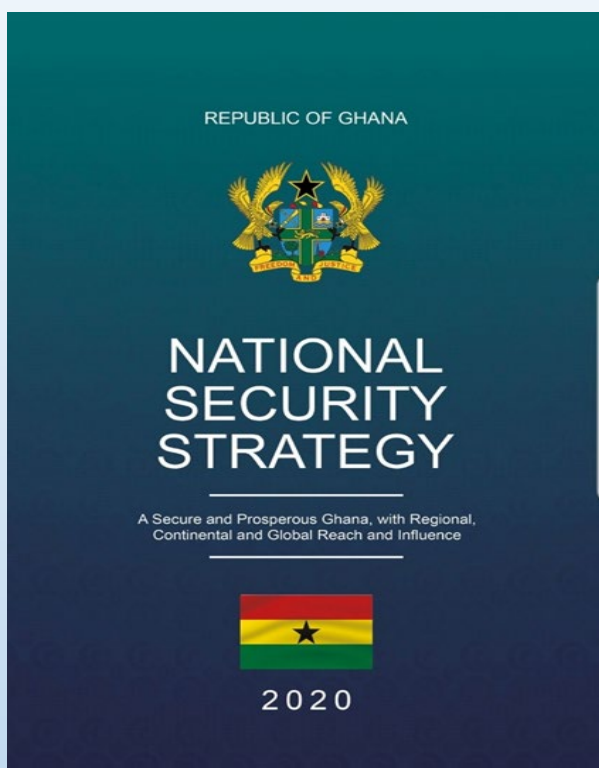 REPUBLIC OF GHANA
FREEDOM AND JUSTICE
NATIONAL
SECURITY
STRATEGY
A Secure and Prosperous Ghana, with Regional,
Continental and Global Reach and Influence
2020